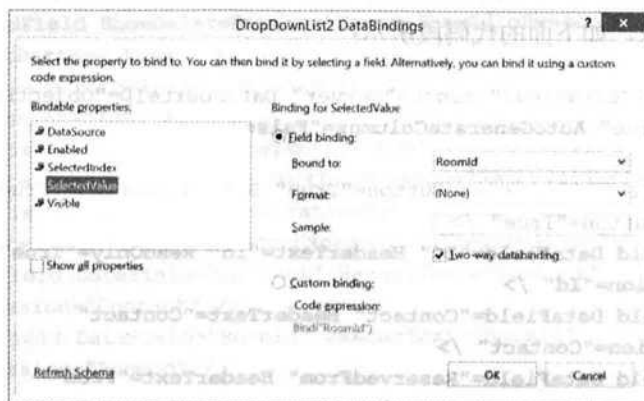 DropDownList2 DataBindings
? x
Select the property to bind to. You can then bind it by selecting a field. Alternatively, you can bind it using a custom
code expression.
Bindable properties:
DataSource
Enabled
SelectedIndex
SelectedValue
Visible
Show all properties
Binding for SelectedValue
Field binding:
Bound to: RoomId
Format: (None)
Sample:
Two-way databinding
Custom binding:
Code expression:
Bind("RoomId")
Refresh Schema
OK Cancel